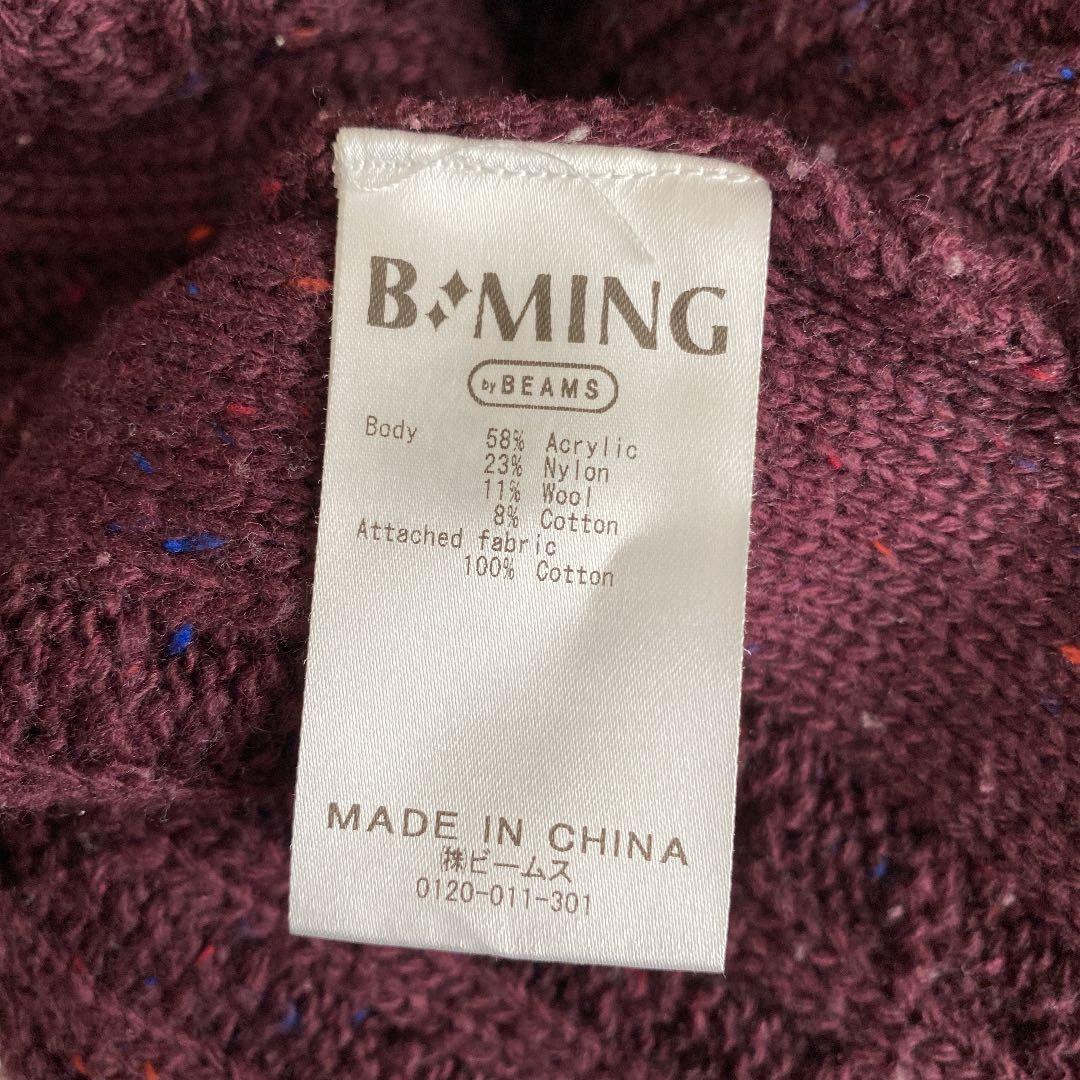 B MING
by BEAMS
Body 58% Acrylic
23% Nylon
11% Wool
8% Cotton
Attached fabric
100% Cotton
MADE IN CHINA
㈱ビームス
0120-011-301